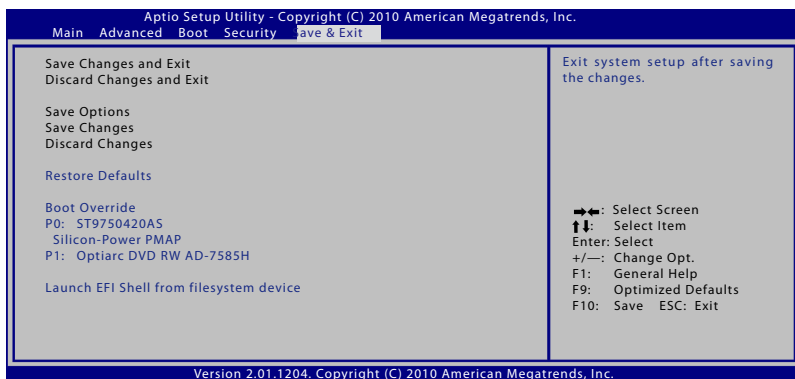 Aptio Setup Utility - Copyright (C) 2010 American Megatrends, Inc.
Main Advanced Boot Security Save & Exit
Save Changes and Exit
Discard Changes and Exit
Save Options
Save Changes
Discard Changes
Restore Defaults
Boot Override
P0: ST9750420AS
Silicon-Power PMAP
P1: Optiarc DVD RW AD-7585H
Launch EFI Shell from filesystem device
Exit system setup after saving
the changes.
→←: Select Screen
↑↓: Select Item
Enter: Select
+/—: Change Opt.
F1: General Help
F9: Optimized Defaults
F10: Save ESC: Exit
Version 2.01.1204. Copyright (C) 2010 American Megatrends, Inc.